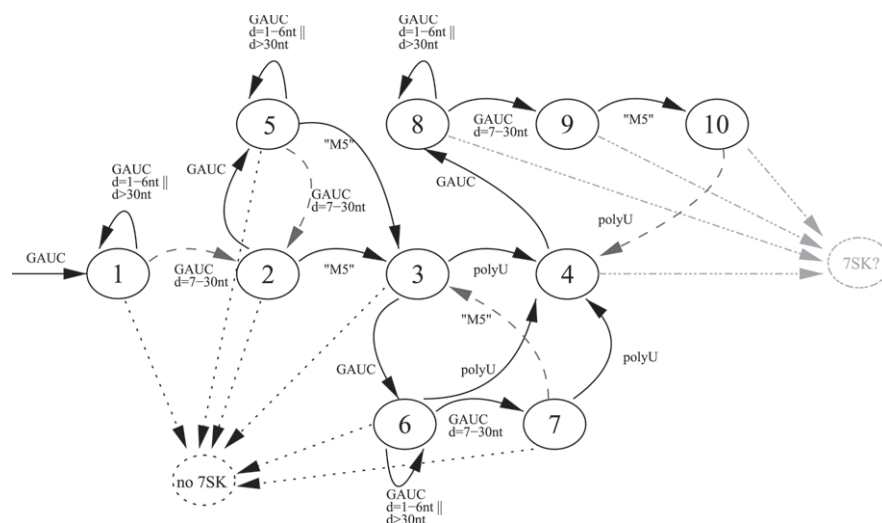 GAUC
d=1−6nt ||
d>30nt
GAUC
d=1−6nt ||
d>30nt
5
8
9
10
GAUC
d=7−30nt
"M5"
"M5"
GAUC
d=1−6nt ||
d>30nt
GAUC
GAUC
d=7−30nt
GAUC
polyU
GAUC
1
GAUC
d=7−30nt
2
"M5"
3
polyU
4
7SK?
"M5"
GAUC
polyU
polyU
6
GAUC
d=7−30nt
7
no 7SK
GAUC
d=1−6nt ||
d>30nt